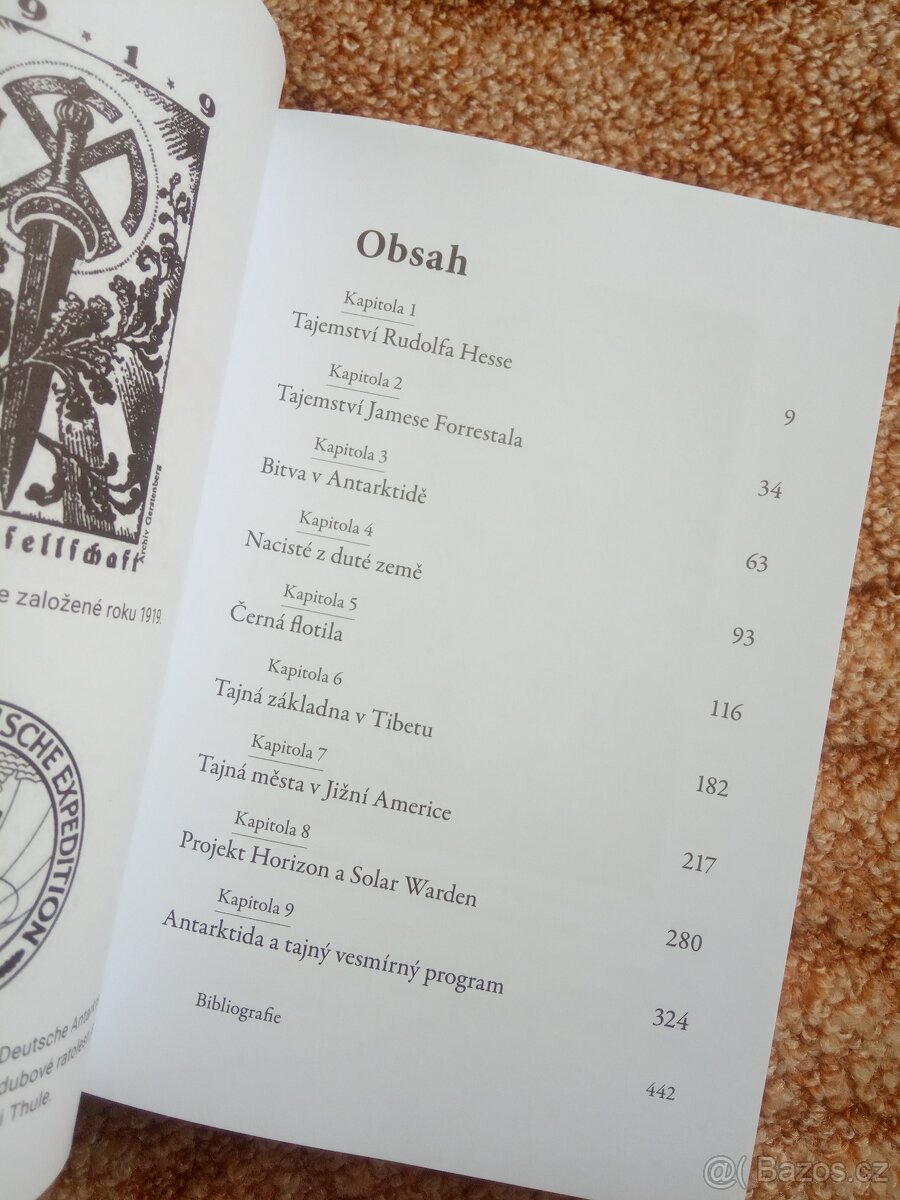 9 * 1 * 9
fellschaft
Archiv Gerstenberg
e založené roku 1919.
SCHE EXPEDITION
Deutsche
dubové
i Thule.
Obsah
Kapitola 1
Tajemství Rudolfa Hesse
9
Kapitola 2
Tajemství Jamese Forrestala
34
Kapitola 3
Bitva v Antarktidě
63
Kapitola 4
Nacisté z duté země
93
Kapitola 5
Černá flotila
116
Kapitola 6
Tajná základna v Tibetu
182
Kapitola 7
Tajná města v Jižní Americe
217
Kapitola 8
Projekt Horizon a Solar Warden
280
Kapitola 9
Antarktida a tajný vesmírný program
324
Bibliografie
442
@( Bazos.cz